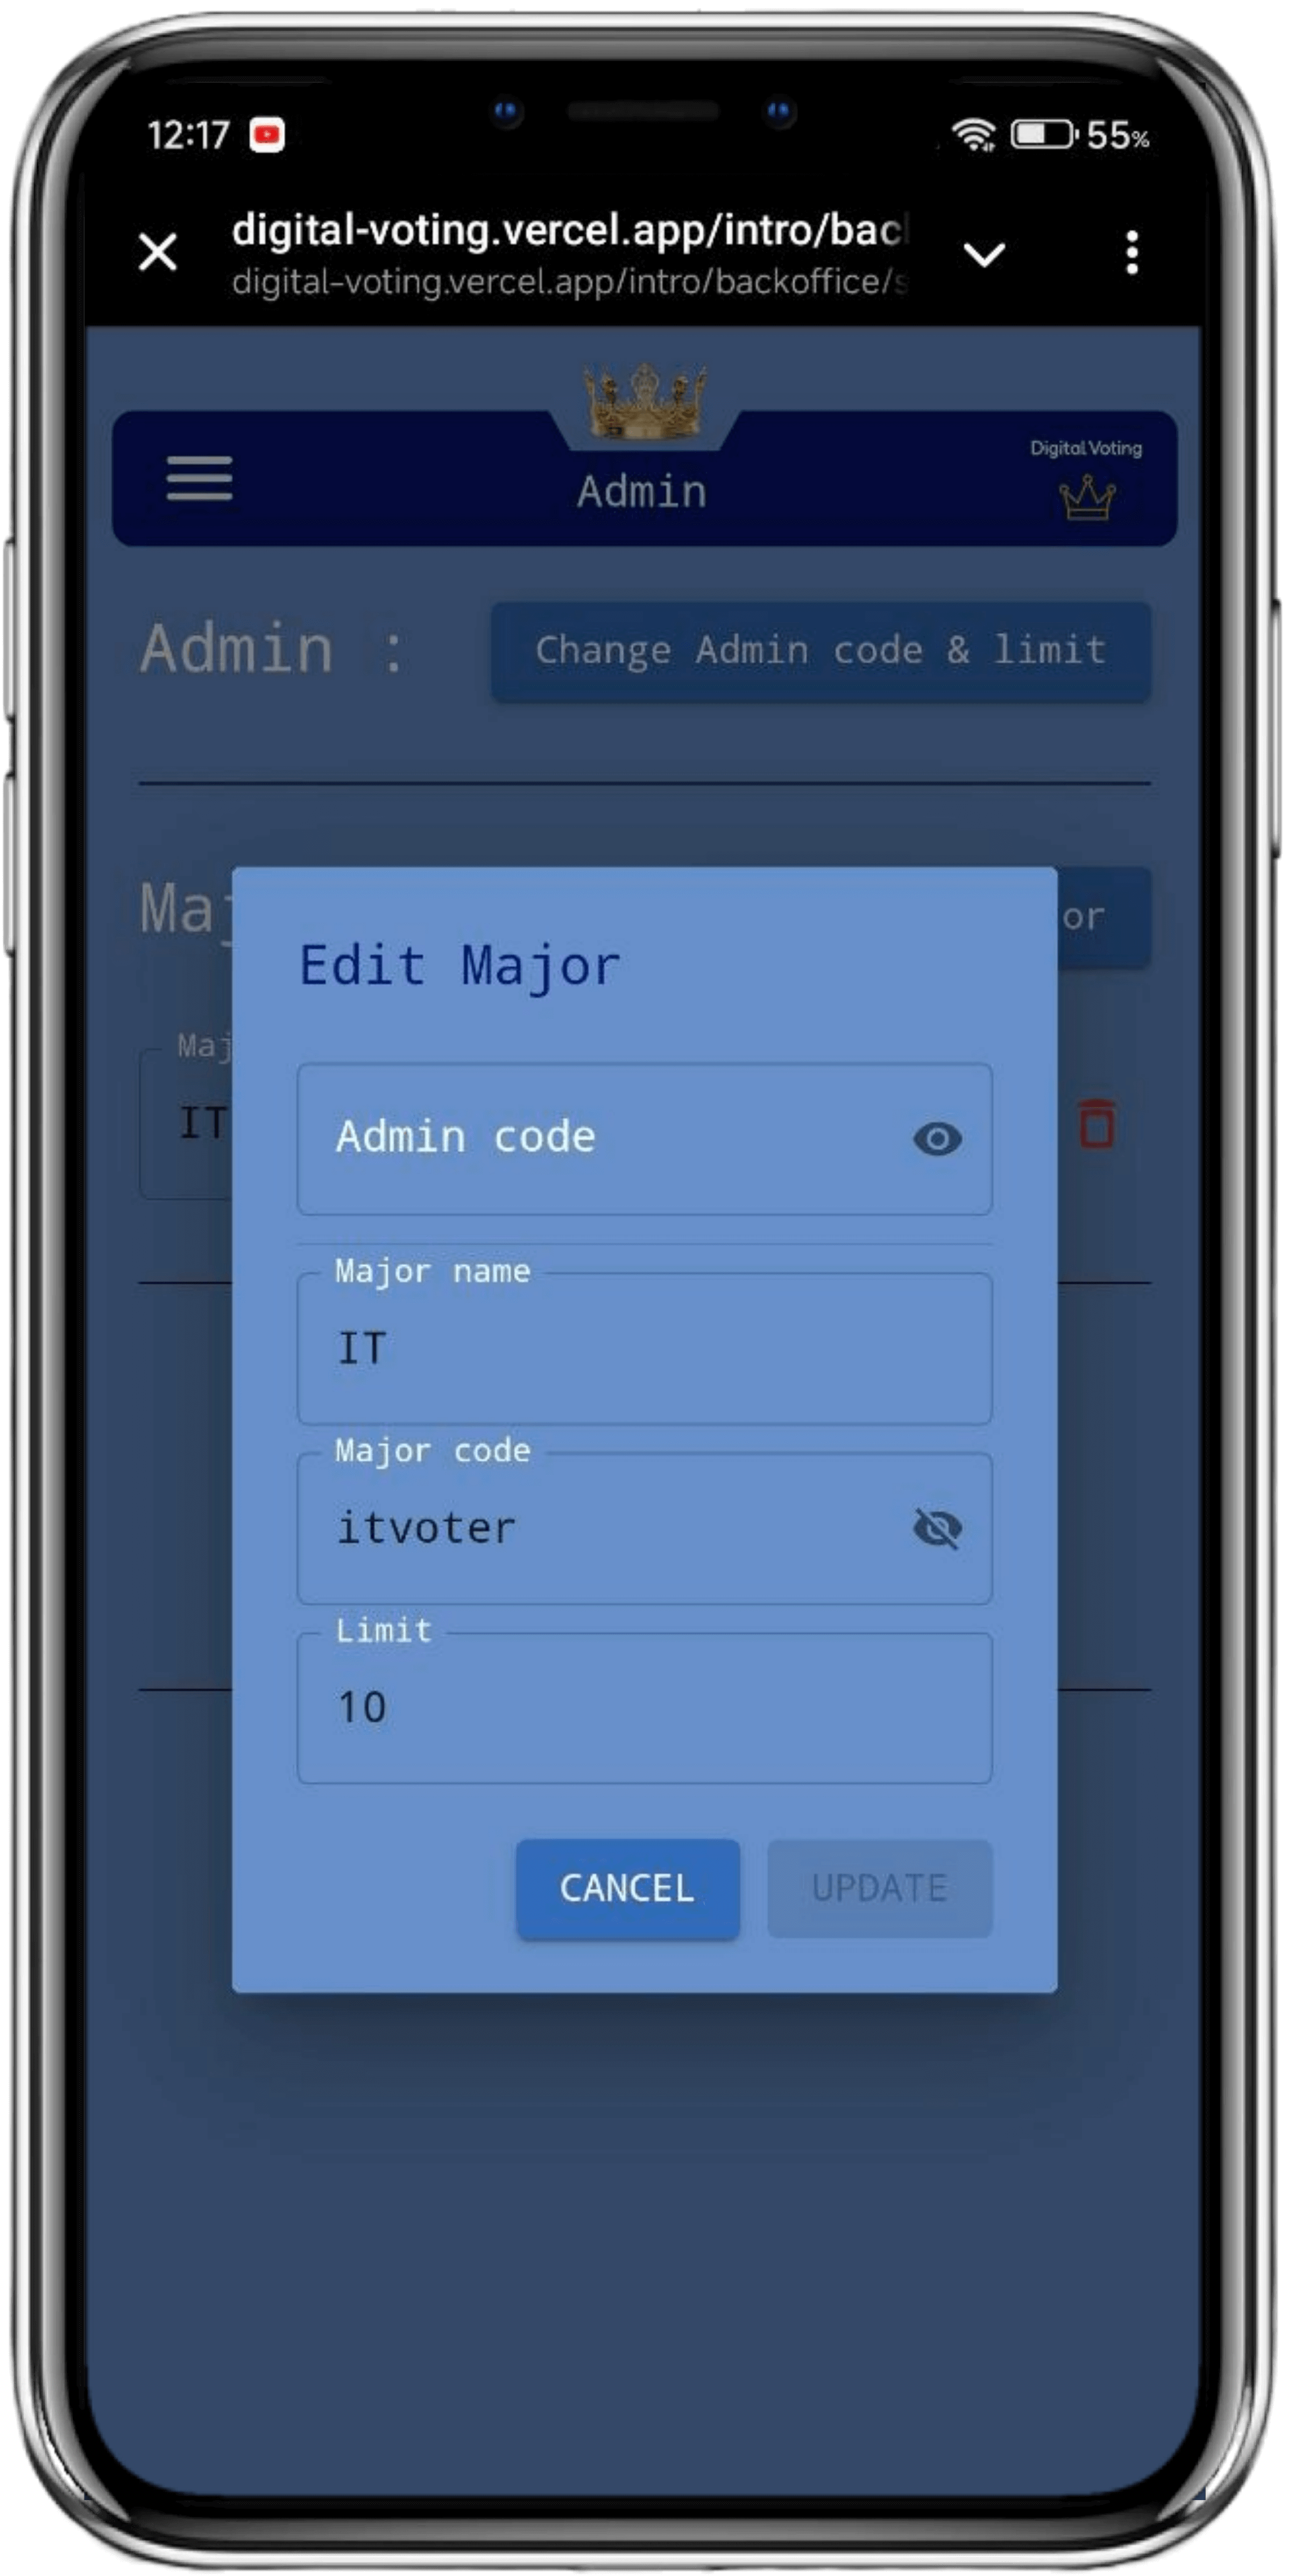 12:17
55%
digital-voting.vercel.app/intro/bac
digital-voting.vercel.app/intro/backoffice/s
Digital Voting
Admin
Admin :
Change Admin code & limit
Maj
or
Edit Major
Maj
IT
Admin code
Major name
IT
Major code
itvoter
Limit
10
CANCEL
UPDATE